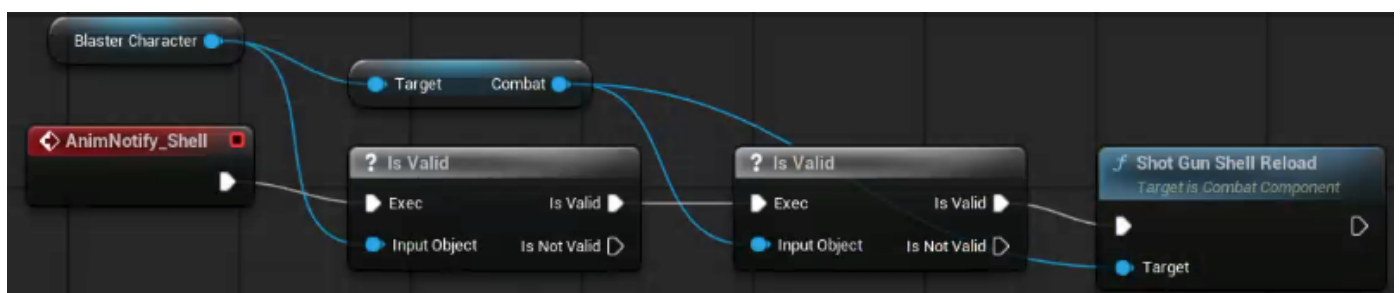 Blaster Character
Target Combat
AnimNotify_Shell
? Is Valid
Exec Is Valid
Input Object Is Not Valid
? Is Valid
Exec Is Valid
Input Object Is Not Valid
f Shot Gun Shell Reload
Target is Combat Component
Target